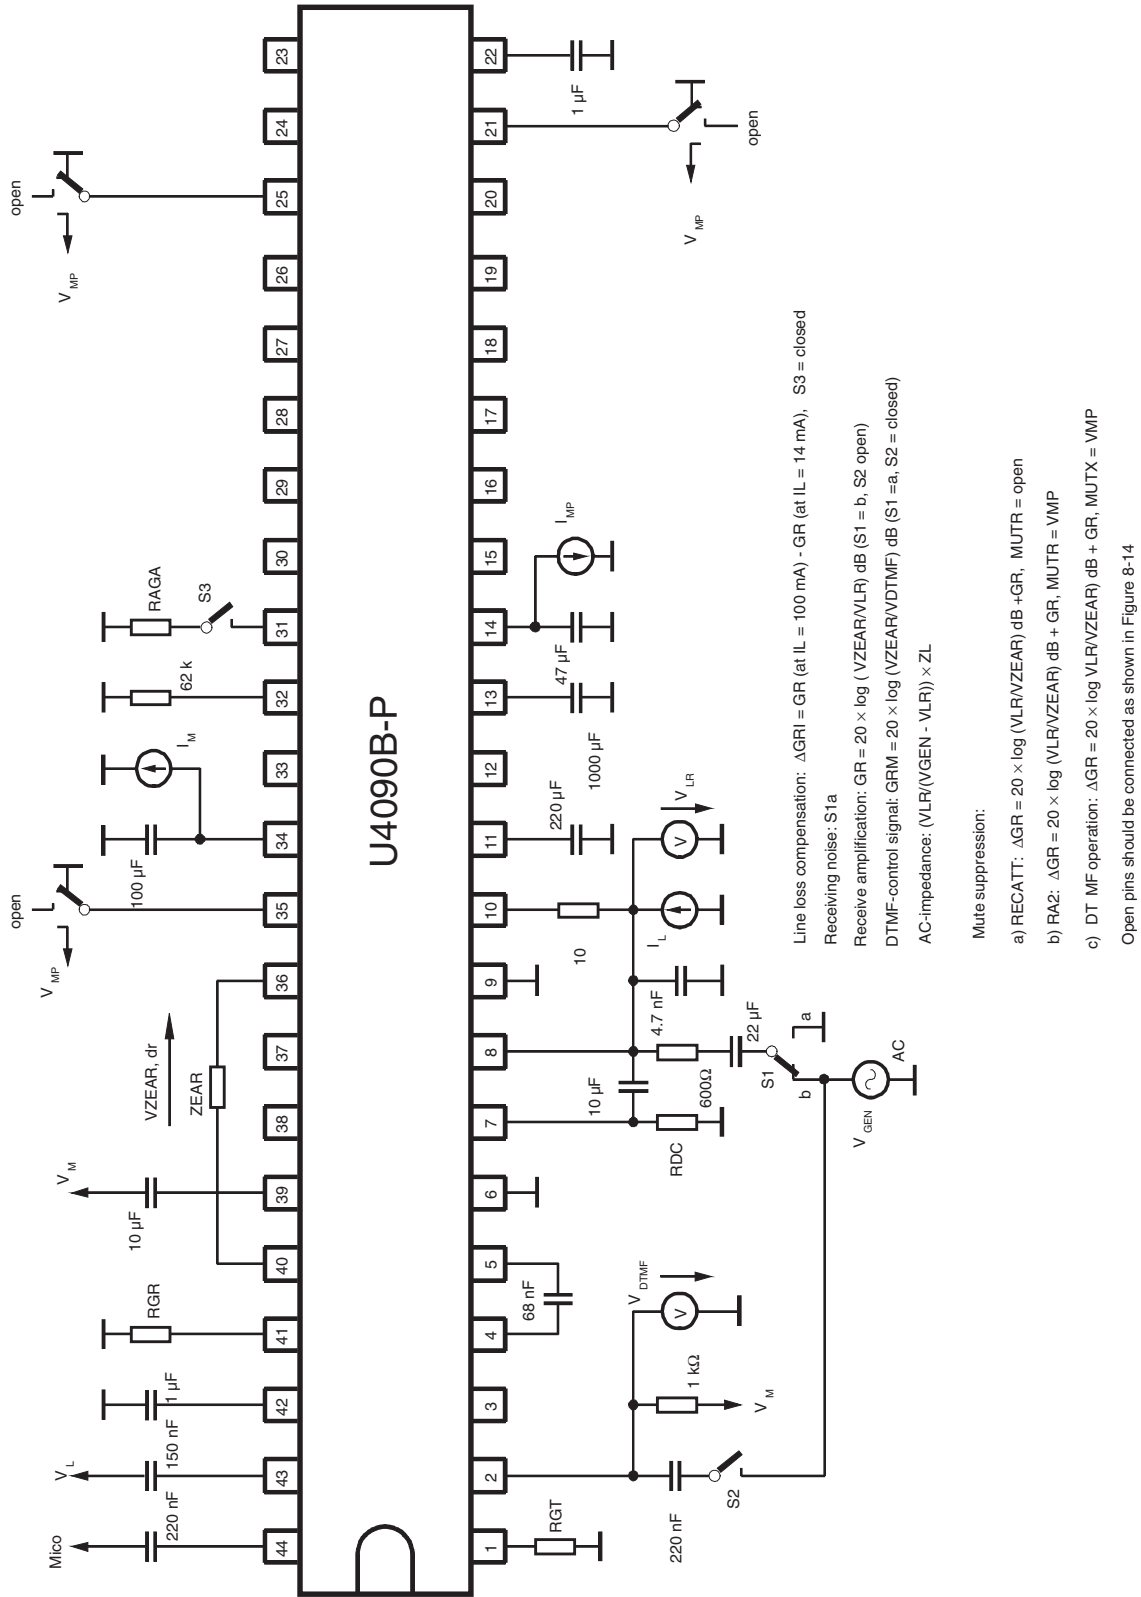 open
open
Mico
V L
V M
V MP
V MP
10 µF
VZEAR, dr
100 µF
RGR
RAGA
220 nF
150 nF
1 µF
ZEAR
I M
62 k
S3
44 43 42 41 40 39 38 37 36 35 34 33 32 31 30 29 28 27 26 25 24 23
U4090B-P
1 2 3 4 5 6 7 8 9 10 11 12 13 14 15 16 17 18 19 20 21 22
RGT
68 nF
10
220 µF
1000 µF
47 µF
I MP
1 µF
10 µF
4.7 nF
I L
V LR
V
V DTMF
V
V MP
open
220 nF
1 kΩ
RDC
600Ω
22 µF
S2
V M
S1
b
a
V GEN
AC
Line loss compensation: ΔGRI = GR (at IL = 100 mA) - GR (at IL = 14 mA), S3 = closed
Receiving noise: S1a
Receive amplification: GR = 20 × log ( VZEAR/VLR) dB (S1 = b, S2 open)
DTMF-control signal: GRM = 20 × log (VZEAR/VDTMF) dB (S1 =a, S2 = closed)
AC-impedance: (VLR/(VGEN - VLR)) × ZL
Mute suppression:
a) RECATT: ΔGR = 20 × log (VLR/VZEAR) dB +GR, MUTR = open
b) RA2: ΔGR = 20 × log (VLR/VZEAR) dB + GR, MUTR = VMP
c) DT MF operation: ΔGR = 20 × log VLR/VZEAR) dB + GR, MUTX = VMP
Open pins should be connected as shown in Figure 8-14